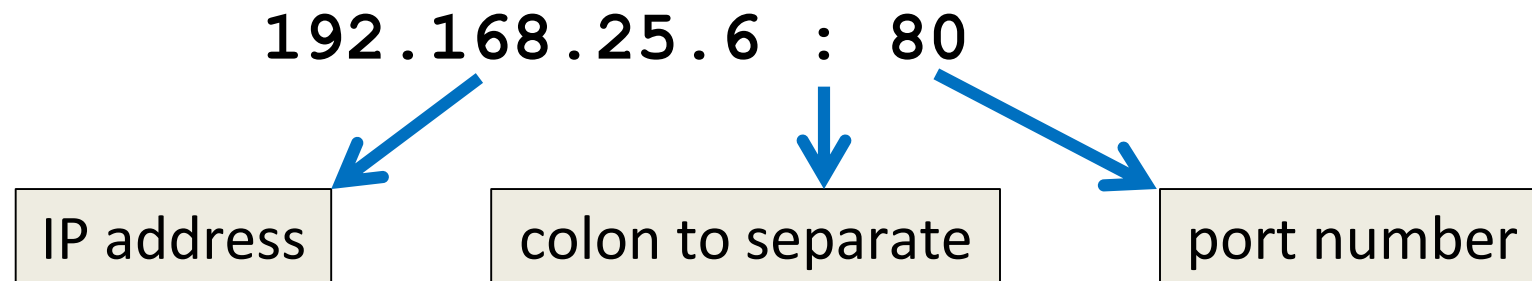 192.168.25.6 : 80
IP address
colon to separate
port number